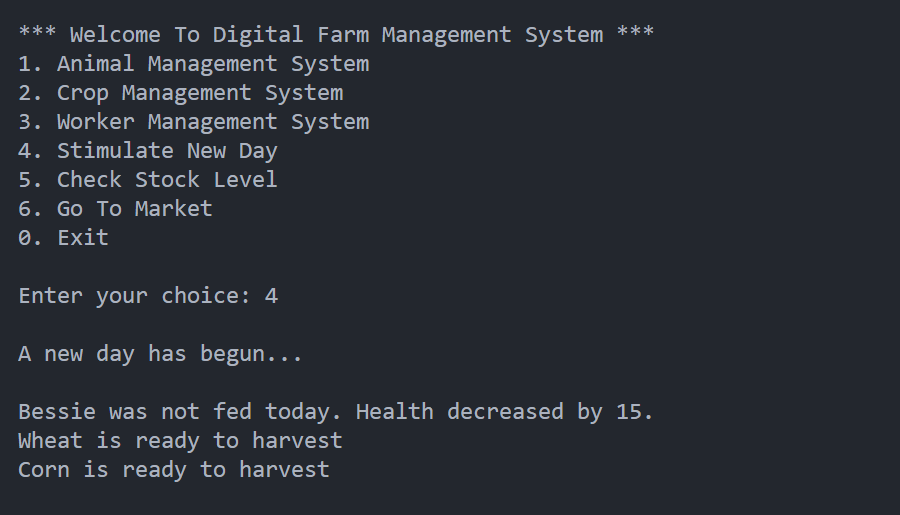 *** Welcome To Digital Farm Management System ***
1. Animal Management System
2. Crop Management System
3. Worker Management System
4. Stimulate New Day
5. Check Stock Level
6. Go To Market
0. Exit
Enter your choice: 4
A new day has begun...
Bessie was not fed today. Health decreased by 15.
Wheat is ready to harvest
Corn is ready to harvest